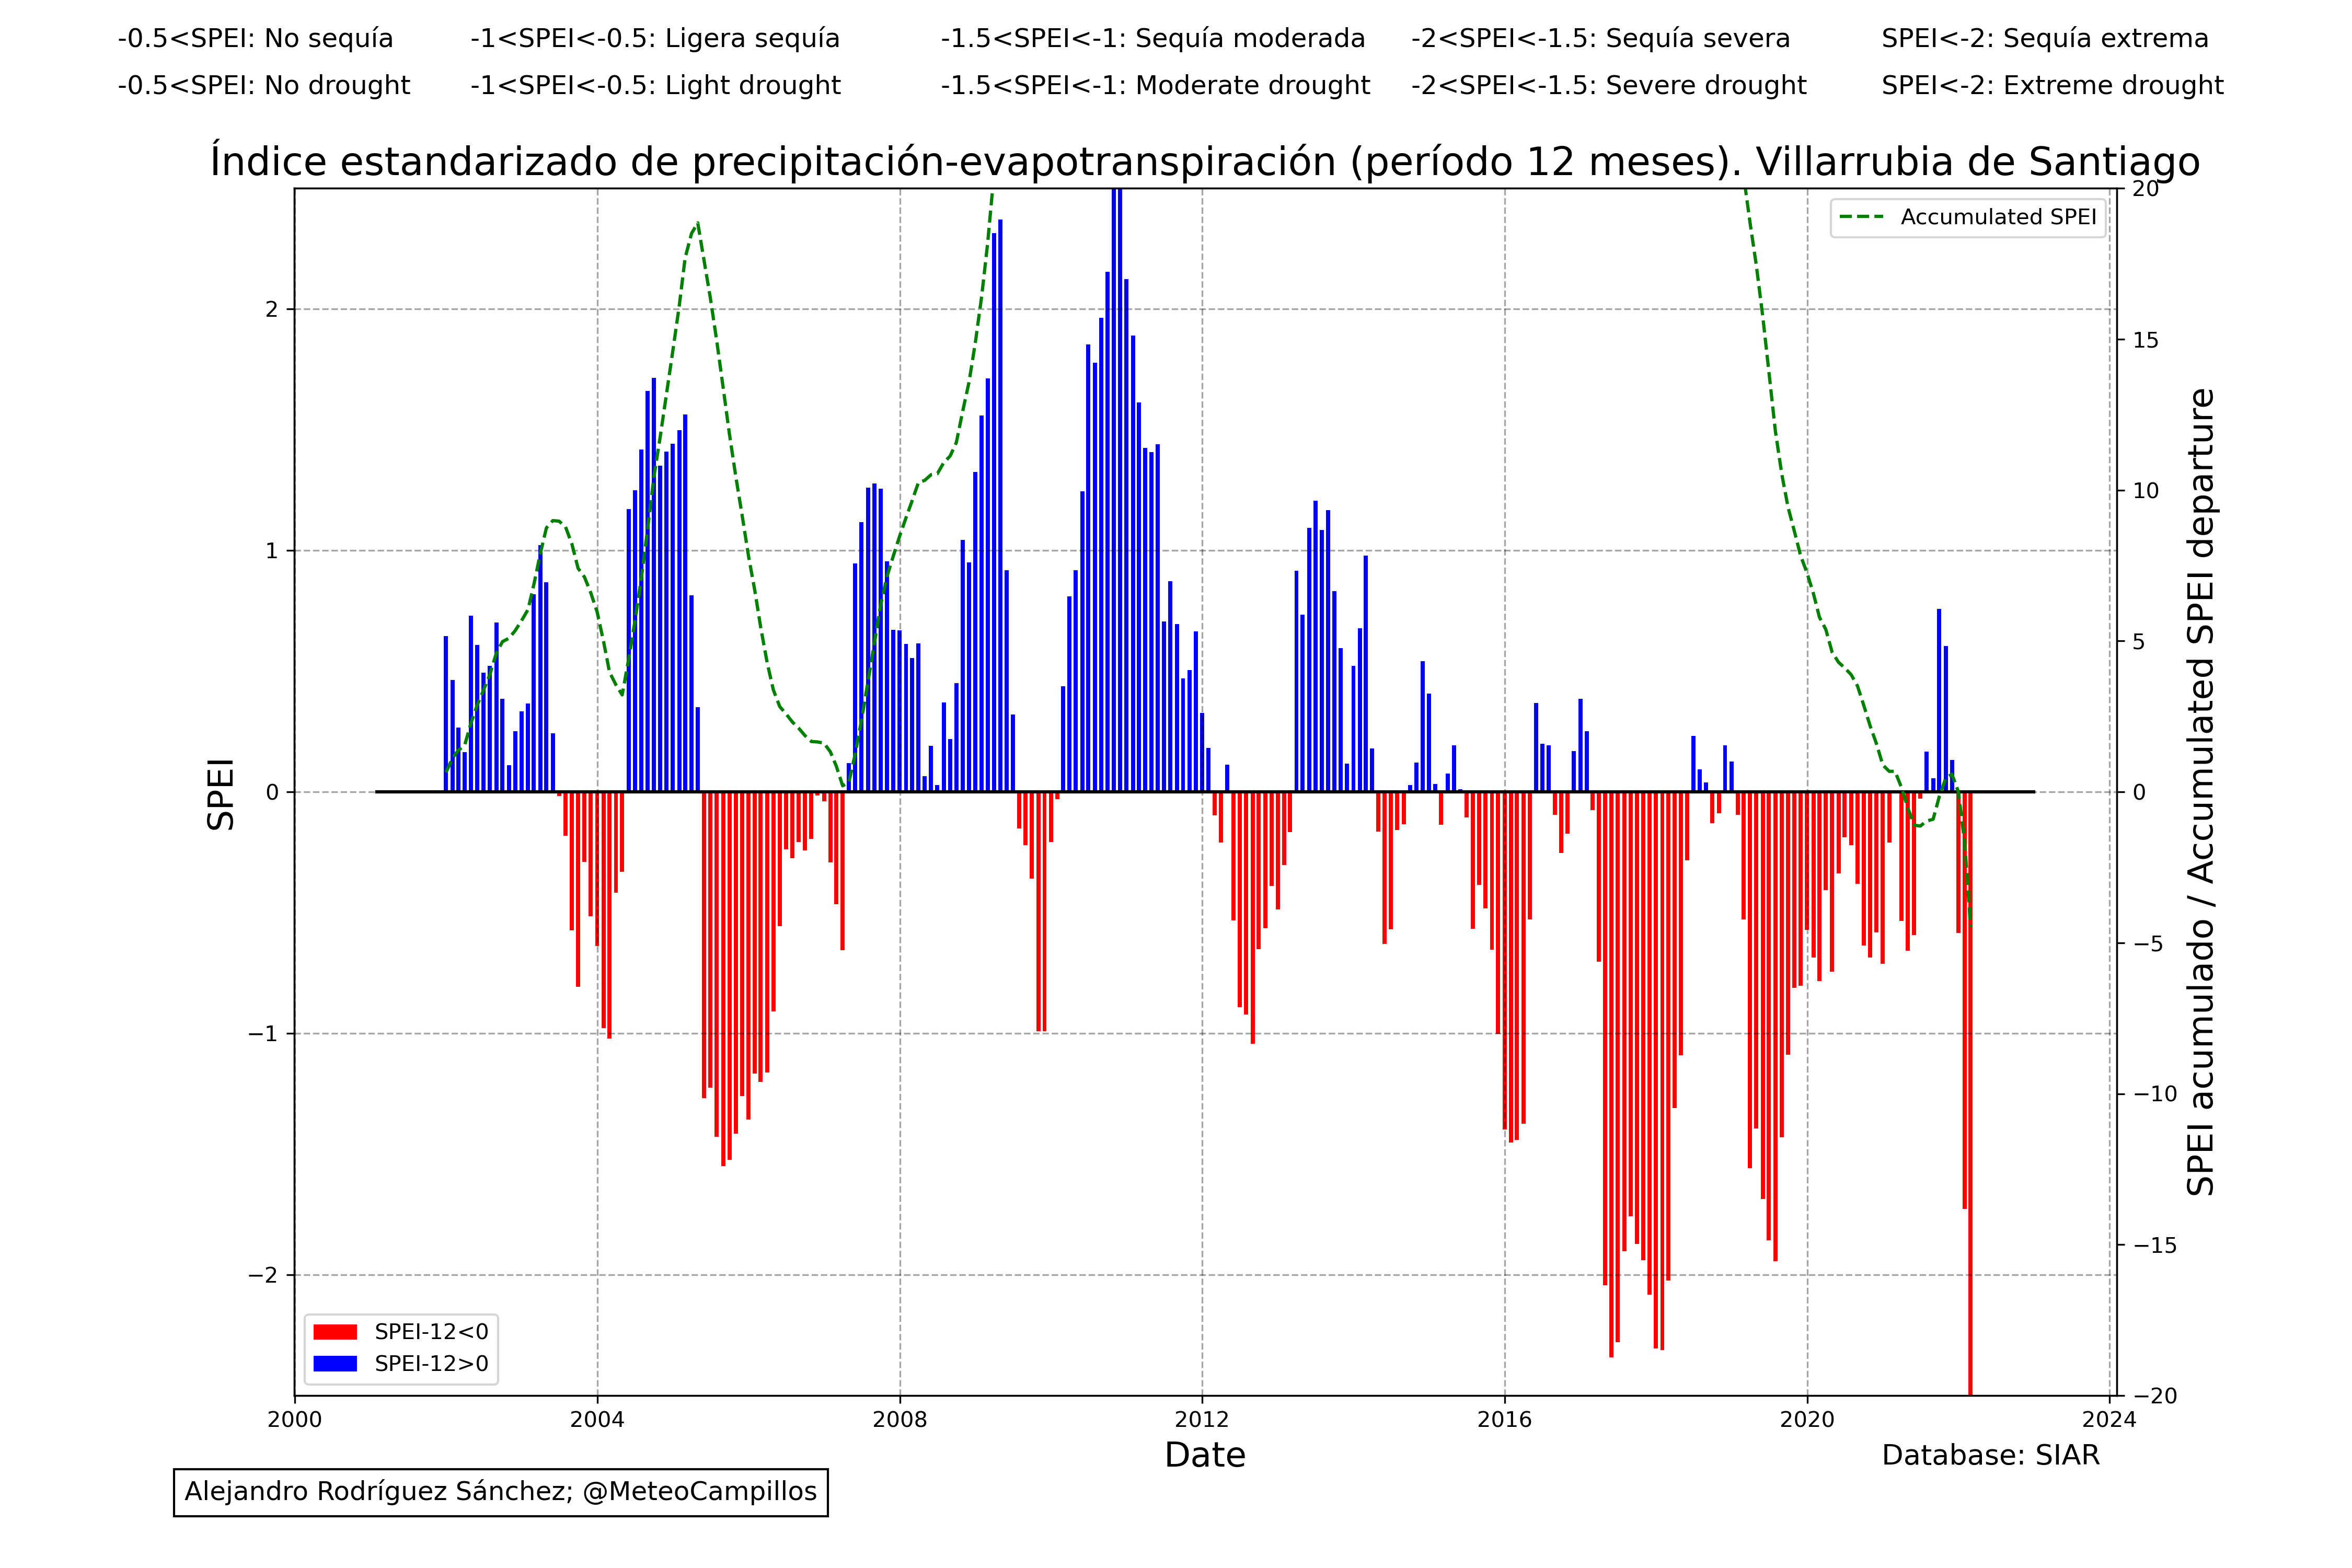 -0.5<SPEI: No sequía -1<SPEI<-0.5: Ligera sequía -1.5<SPEI<-1: Sequía moderada -2<SPEI<-1.5: Sequía severa SPEI<-2: Sequía extrema
-0.5<SPEI: No drought -1<SPEI<-0.5: Light drought -1.5<SPEI<-1: Moderate drought -2<SPEI<-1.5: Severe drought SPEI<-2: Extreme drought
Índice estandarizado de precipitación-evapotranspiración (período 12 meses). Villarrubia de Santiago
Accumulated SPEI
SPEI
2
1
0
−1
−2
20
15
10
5
0
−5
−10
−15
−20
SPEI acumulado / Accumulated SPEI departure
SPEI-12<0
SPEI-12>0
2000 2004 2008 2012 2016 2020 2024
Date
Database: SIAR
Alejandro Rodríguez Sánchez; @MeteoCampillos